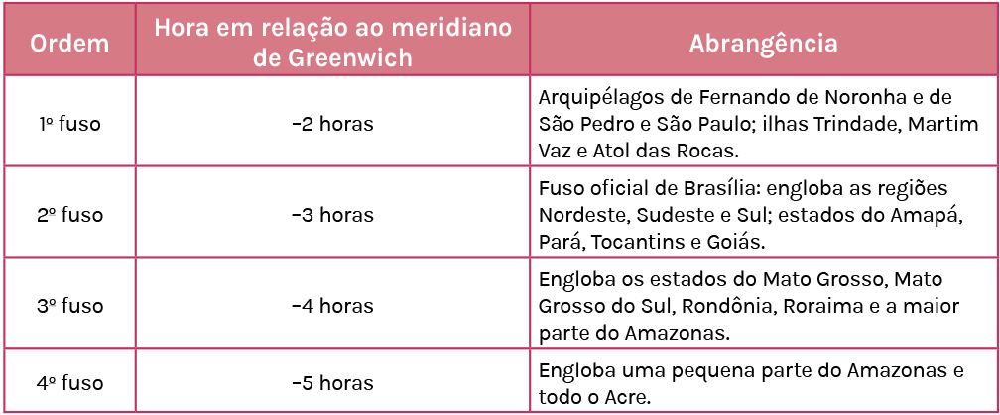 Ordem
Hora em relação ao meridiano
de Greenwich
Abrangência
1º fuso
–2 horas
Arquipélagos de Fernando de Noronha e de
São Pedro e São Paulo; ilhas Trindade, Martim
Vaz e Atol das Rocas.
2º fuso
–3 horas
Fuso oficial de Brasília: engloba as regiões
Nordeste, Sudeste e Sul; estados do Amapá,
Pará, Tocantins e Goiás.
3º fuso
–4 horas
Engloba os estados do Mato Grosso, Mato
Grosso do Sul, Rondônia, Roraima e a maior
parte do Amazonas.
4º fuso
–5 horas
Engloba uma pequena parte do Amazonas e
todo o Acre.